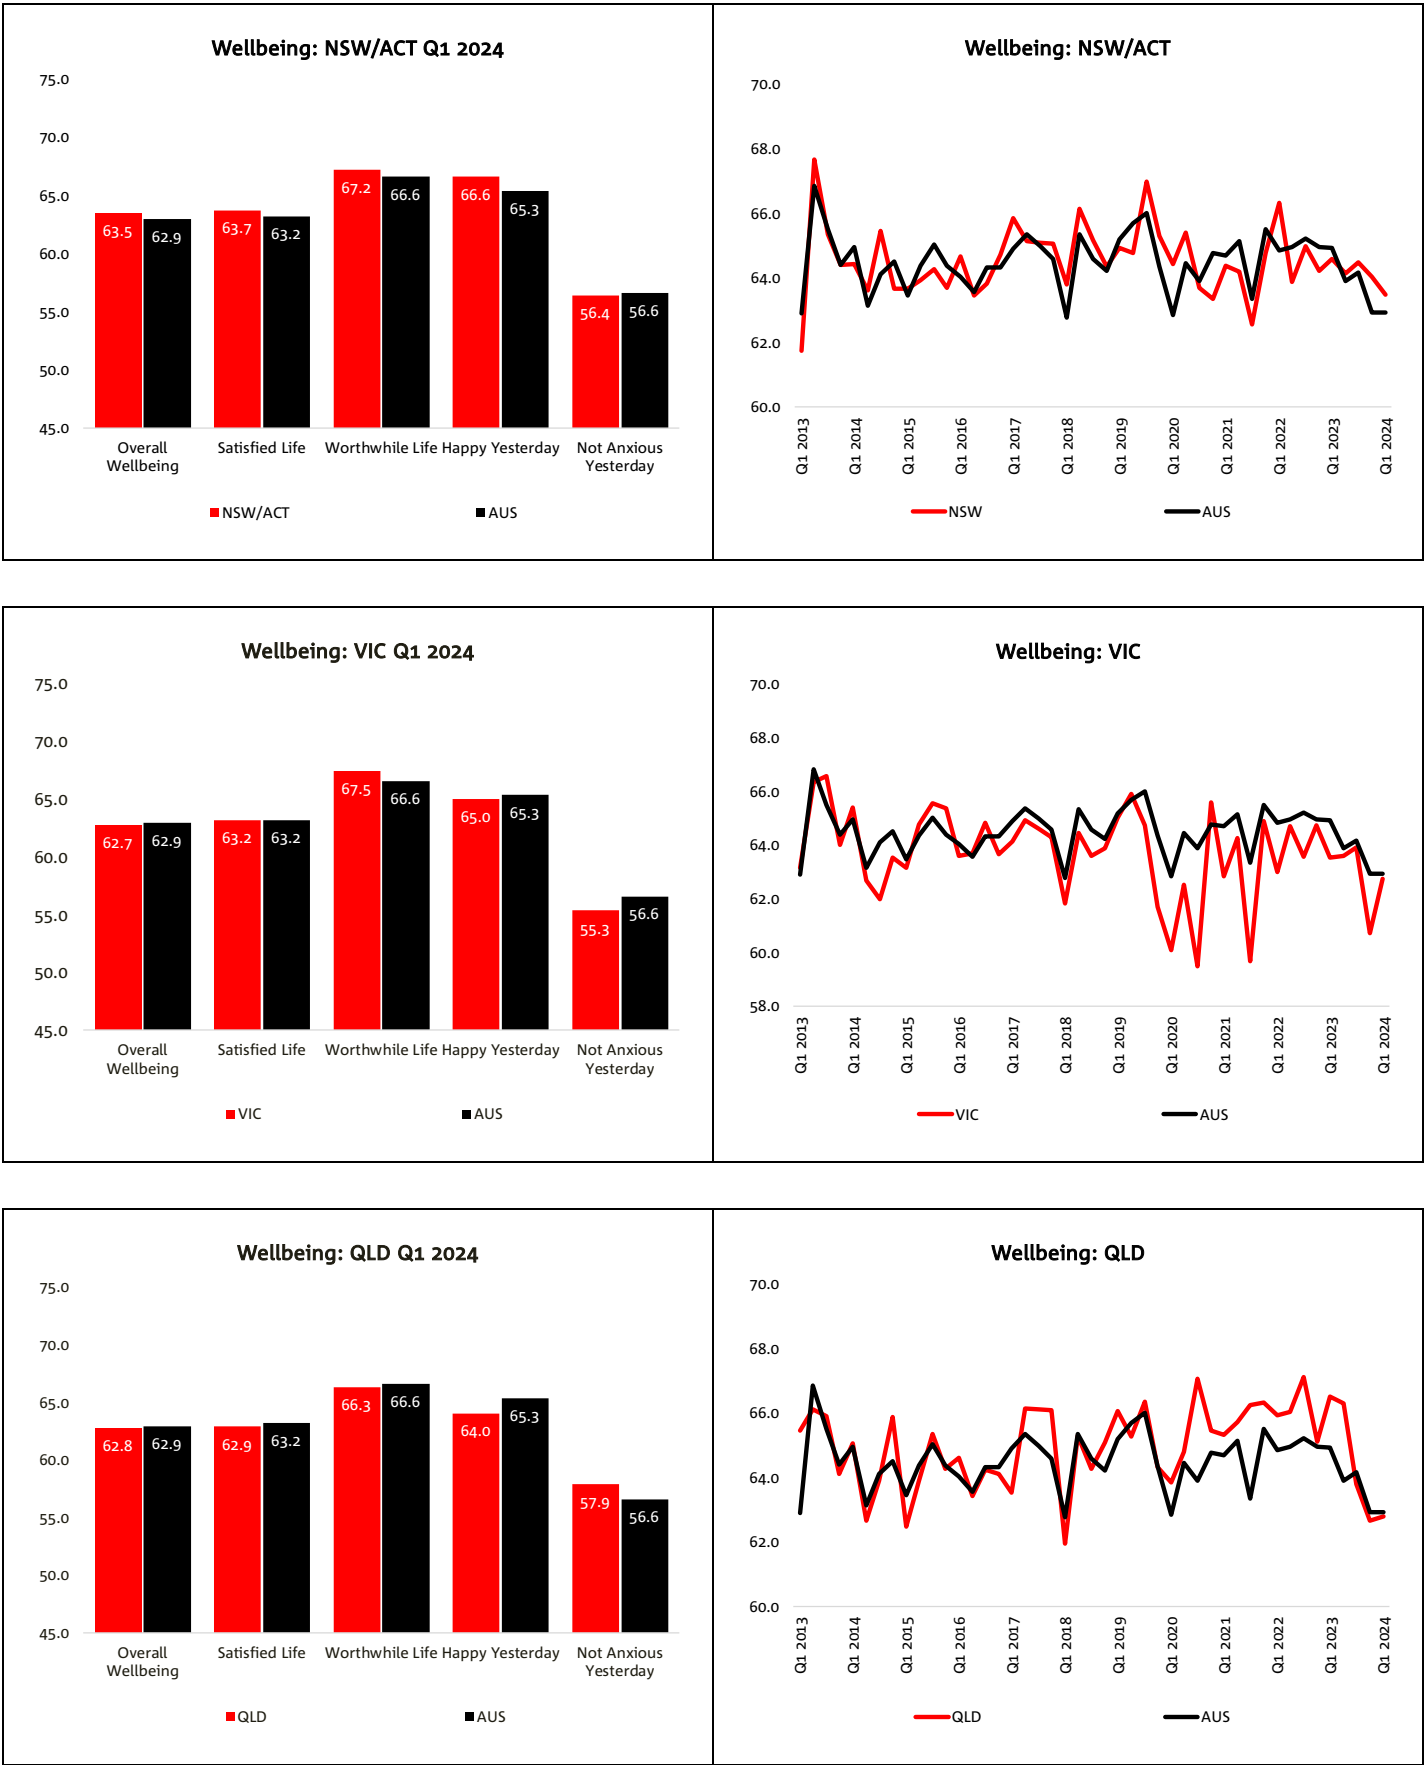 Wellbeing: NSW/ACT Q1 2024
75.0
70.0
65.0
60.0
55.0
50.0
45.0
63.5
62.9
63.7
63.2
67.2
66.6
66.6
65.3
56.4
56.6
Overall Wellbeing
Satisfied Life
Worthwhile Life
Happy Yesterday
Not Anxious Yesterday
NSW/ACT
AUS
Wellbeing: NSW/ACT
70.0
68.0
66.0
64.0
62.0
60.0
Q1 2013
Q1 2014
Q1 2015
Q1 2016
Q1 2017
Q1 2018
Q1 2019
Q1 2020
Q1 2021
Q1 2022
Q1 2023
Q1 2024
NSW
AUS
Wellbeing: VIC Q1 2024
75.0
70.0
65.0
60.0
55.0
50.0
45.0
62.7
62.9
63.2
63.2
67.5
66.6
65.0
65.3
55.3
56.6
Overall Wellbeing
Satisfied Life
Worthwhile Life
Happy Yesterday
Not Anxious Yesterday
VIC
AUS
Wellbeing: VIC
70.0
68.0
66.0
64.0
62.0
60.0
58.0
Q1 2013
Q1 2014
Q1 2015
Q1 2016
Q1 2017
Q1 2018
Q1 2019
Q1 2020
Q1 2021
Q1 2022
Q1 2023
Q1 2024
VIC
AUS
Wellbeing: QLD Q1 2024
75.0
70.0
65.0
60.0
55.0
50.0
45.0
62.8
62.9
62.9
63.2
66.3
66.6
64.0
65.3
57.9
56.6
Overall Wellbeing
Satisfied Life
Worthwhile Life
Happy Yesterday
Not Anxious Yesterday
QLD
AUS
Wellbeing: QLD
70.0
68.0
66.0
64.0
62.0
60.0
Q1 2013
Q1 2014
Q1 2015
Q1 2016
Q1 2017
Q1 2018
Q1 2019
Q1 2020
Q1 2021
Q1 2022
Q1 2023
Q1 2024
QLD
AUS